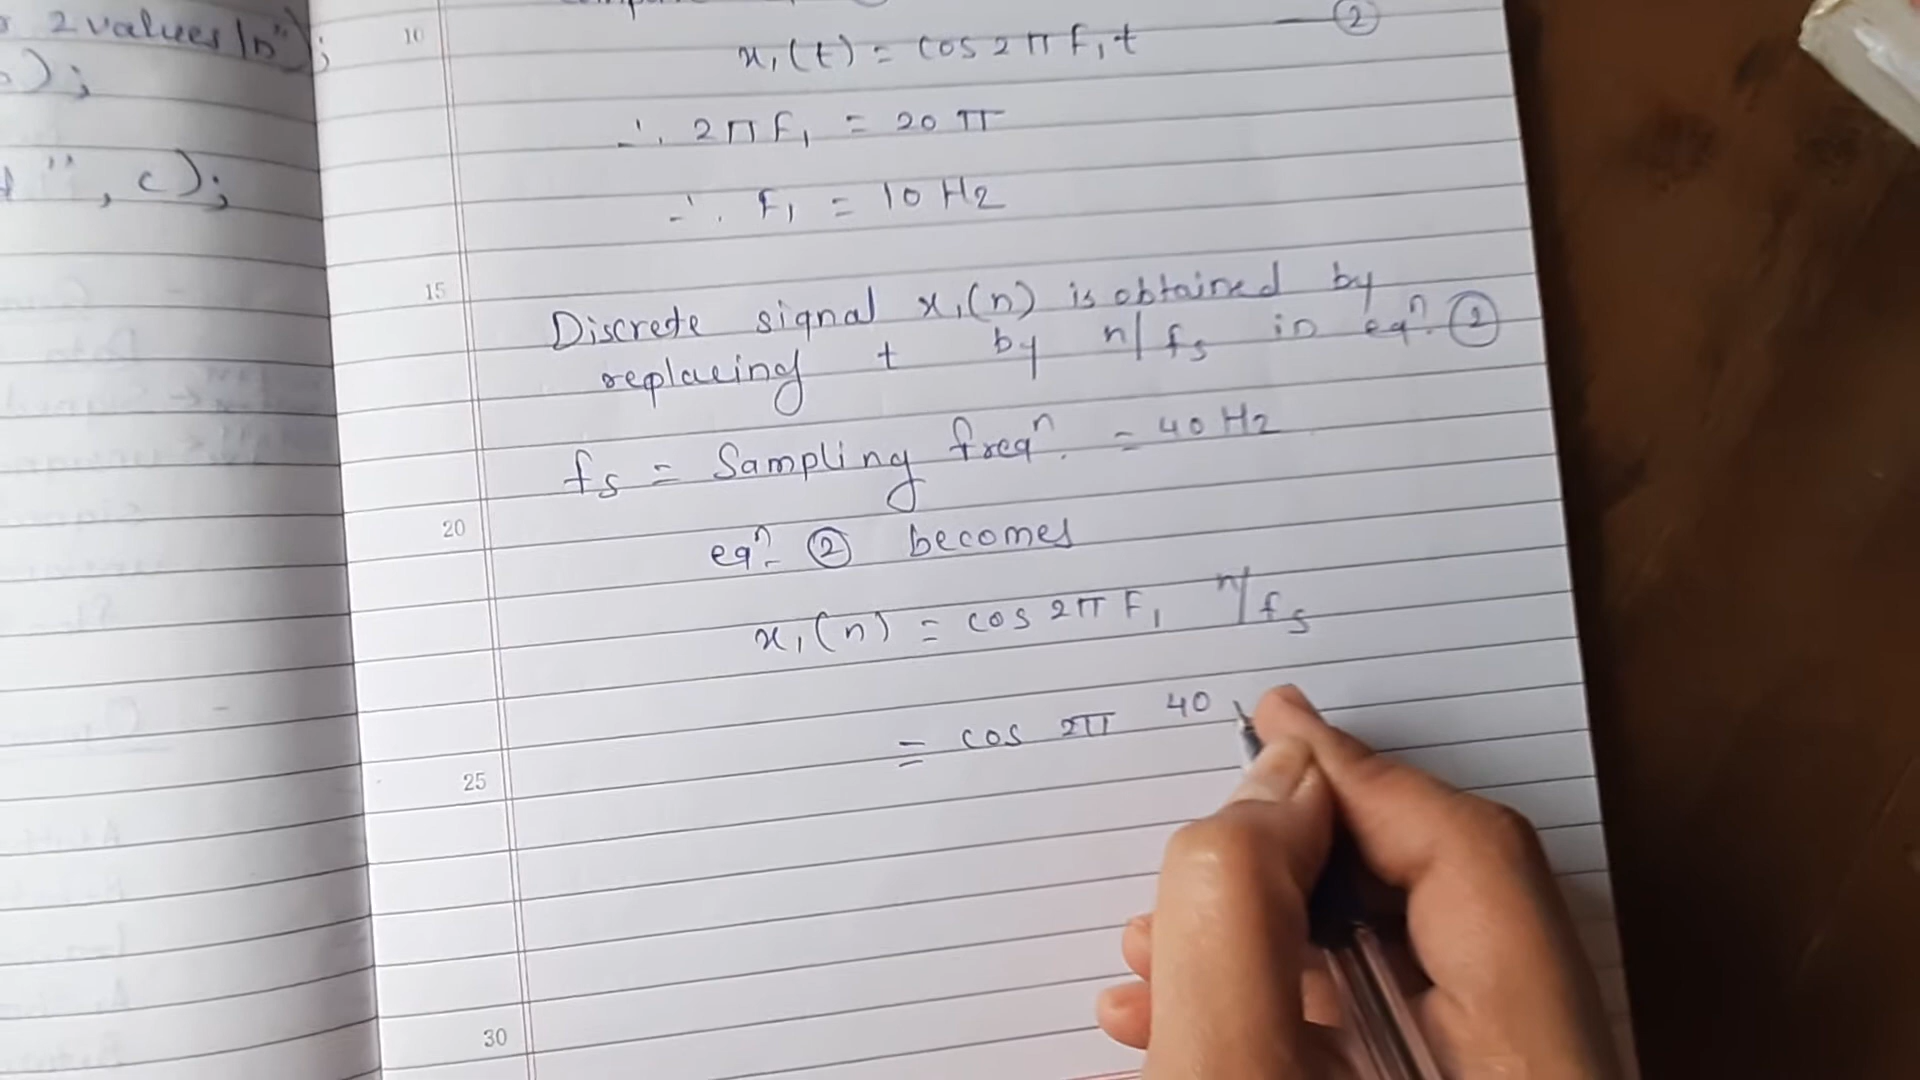 2 values \n");
);
10
②
x₁(t) = cos 2π F₁ t
∴ 2π F₁ = 20 π
∴ F₁ = 10 Hz
", c);
15
Discrete signal x₁(n) is obtained by
replacing t by n/fs in eqⁿ. ②
fs = Sampling freqⁿ. = 40 Hz
20
eqⁿ. ② becomes
x₁(n) = cos 2π F₁ n/fs
= cos 2π 40
25
30